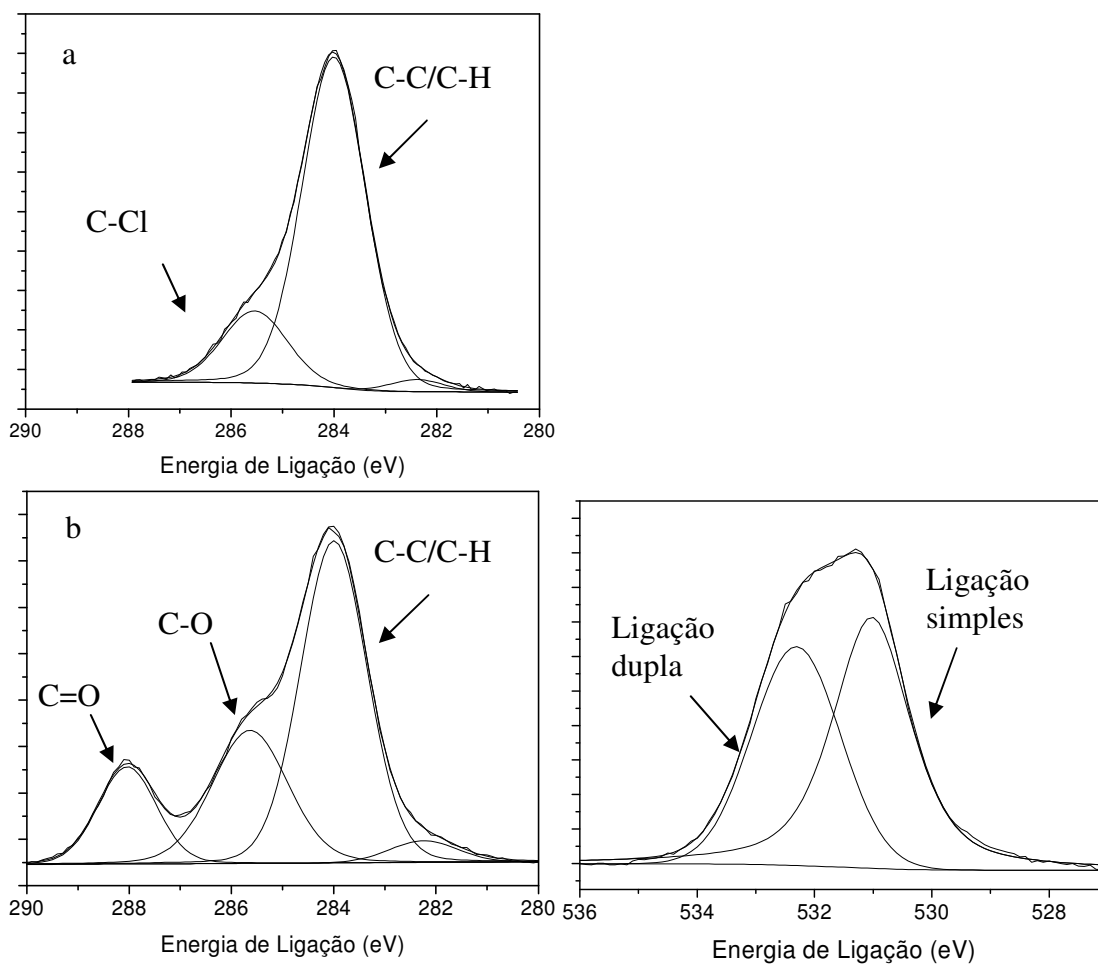 a
C-C/C-H
C-Cl
290 288 286 284 282 280
Energia de Ligação (eV)
b
C-C/C-H
C-O
C=O
290 288 286 284 282 280
Energia de Ligação (eV)
Ligação
simples
Ligação
dupla
536 534 532 530 528
Energia de Ligação (eV)